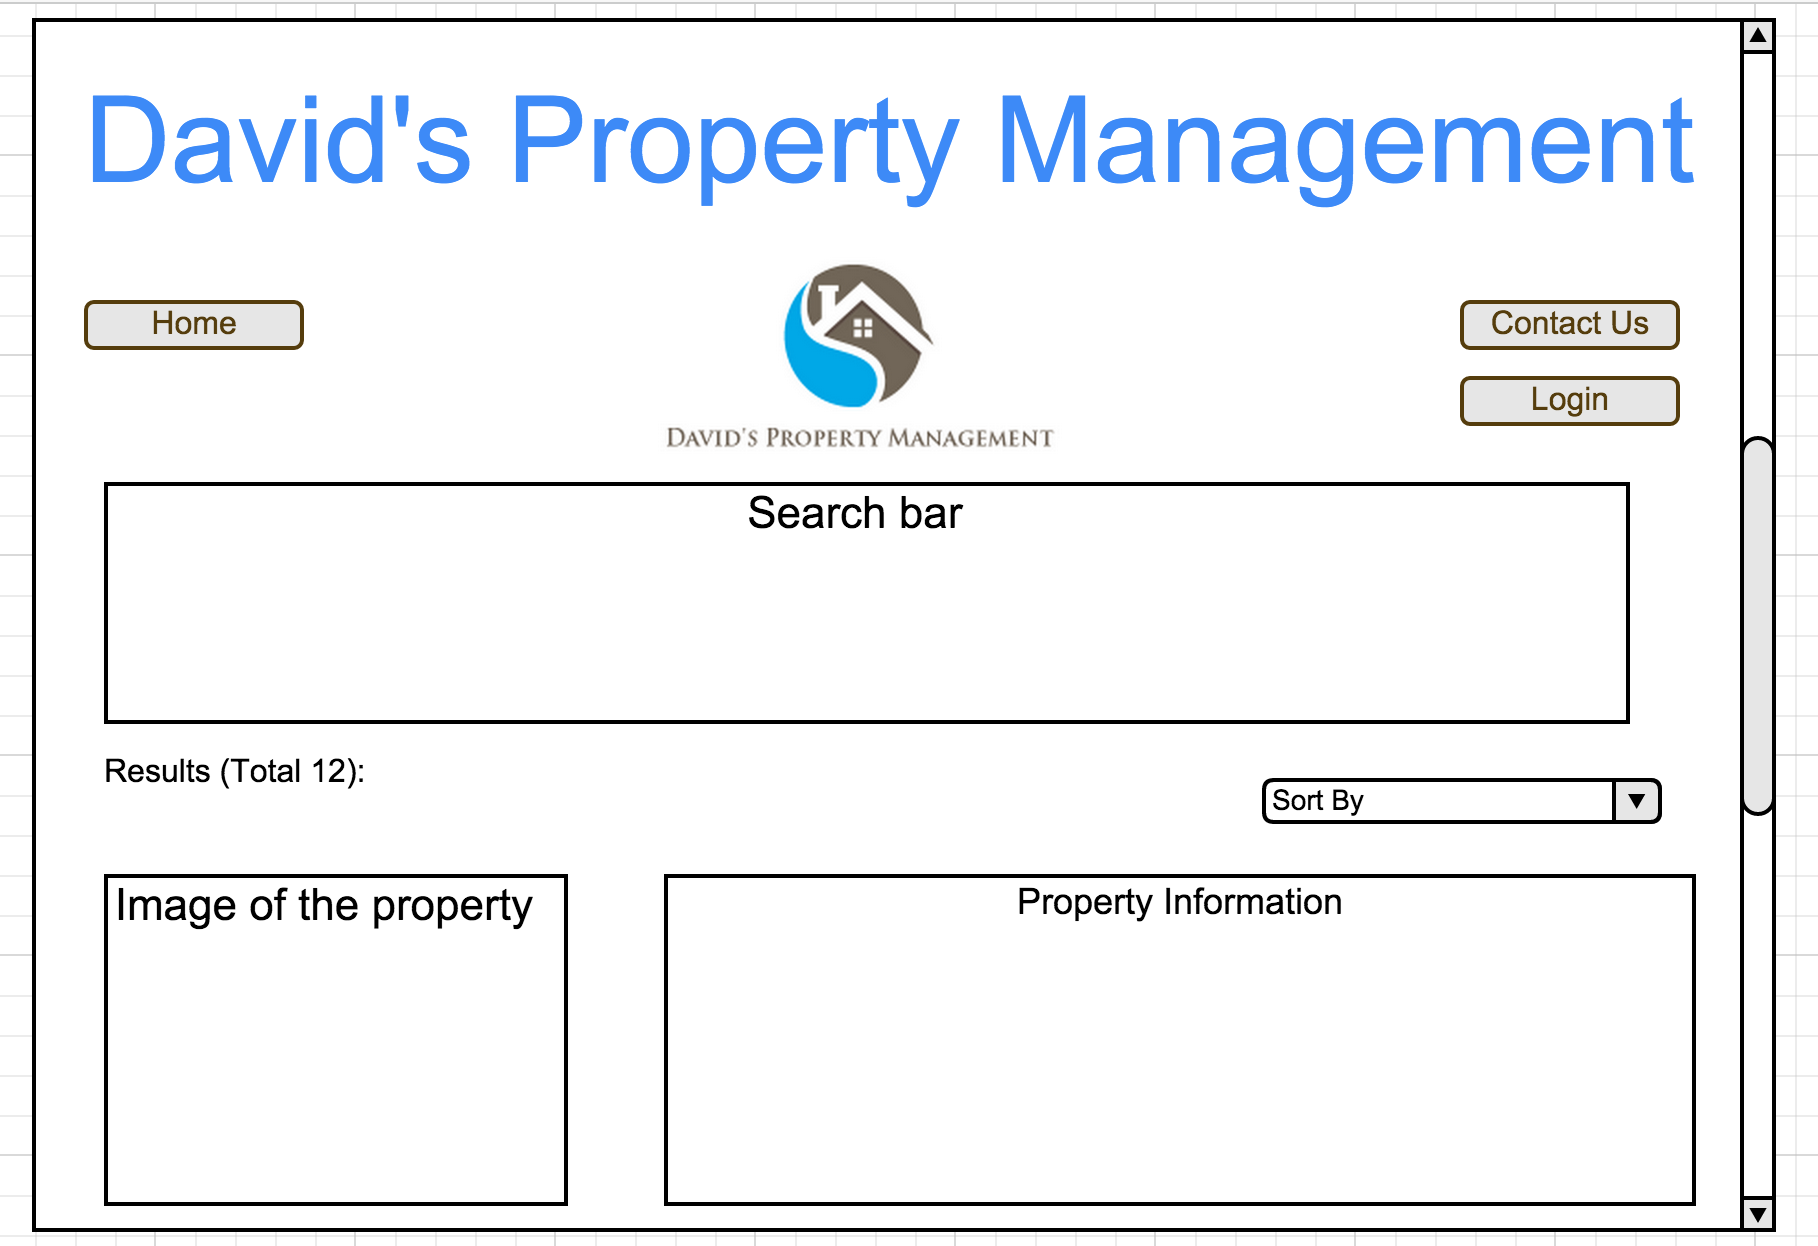 David's Property Management
Home
Contact Us
Login
DAVID'S PROPERTY MANAGEMENT
Search bar
Results (Total 12):
Sort By
Image of the property
Property Information